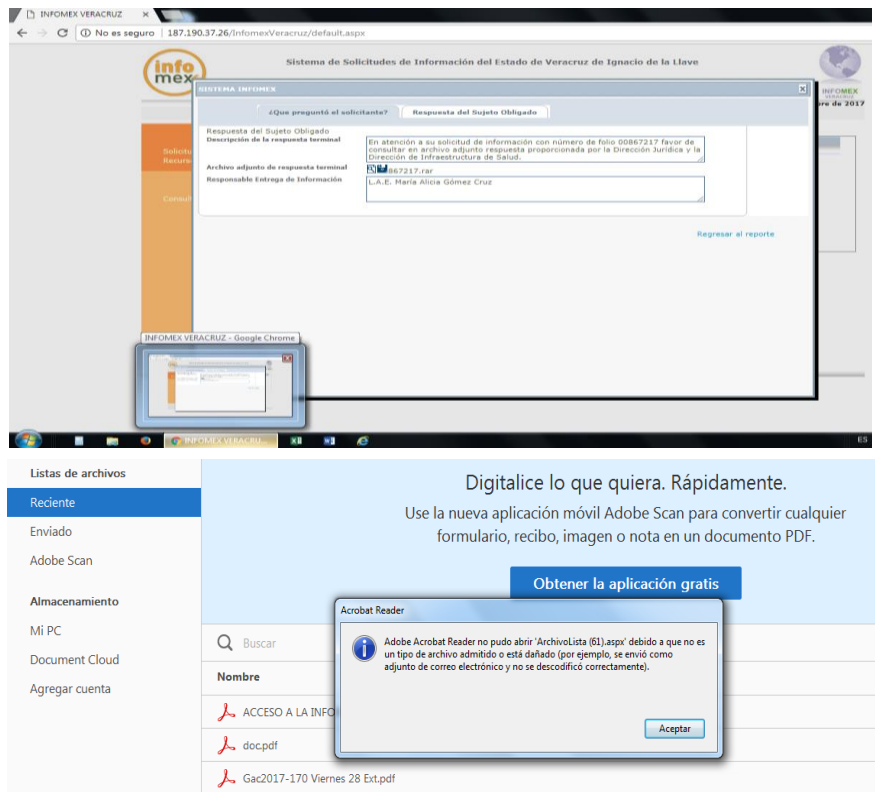 INFOMEX VERACRUZ
No es seguro | 187.190.37.26/InfomexVeracruz/default.aspx
info
mex
Sistema de Solicitudes de Información del Estado de Veracruz de Ignacio de la Llave
INFOMEX
VERACRUZ
re de 2017
SISTEMA INFOMEX
¿Que preguntó el solicitante?
Respuesta del Sujeto Obligado
Solicitu
Recurs
Consult
Respuesta del Sujeto Obligado
Descripción de la respuesta terminal
En atención a su solicitud de información con número de folio 00867217 favor de
consultar en archivo adjunto respuesta proporcionada por la Dirección Jurídica y la
Dirección de Infraestructura de Salud.
Archivo adjunto de respuesta terminal
867217.rar
Responsable Entrega de Información
L.A.E. María Alicia Gómez Cruz
Regresar al reporte
INFOMEX VERACRUZ - Google Chrome
INFOMEX VERACRU...
ES
Listas de archivos
Reciente
Enviado
Adobe Scan
Almacenamiento
Mi PC
Document Cloud
Agregar cuenta
Digitalice lo que quiera. Rápidamente.
Use la nueva aplicación móvil Adobe Scan para convertir cualquier
formulario, recibo, imagen o nota en un documento PDF.
Obtener la aplicación gratis
Acrobat Reader
Adobe Acrobat Reader no pudo abrir 'ArchivoLista (61).aspx' debido a que no es
un tipo de archivo admitido o está dañado (por ejemplo, se envió como
adjunto de correo electrónico y no se descodificó correctamente).
Aceptar
Buscar
Nombre
ACCESO A LA INFO
doc.pdf
Gac2017-170 Viernes 28 Ext.pdf